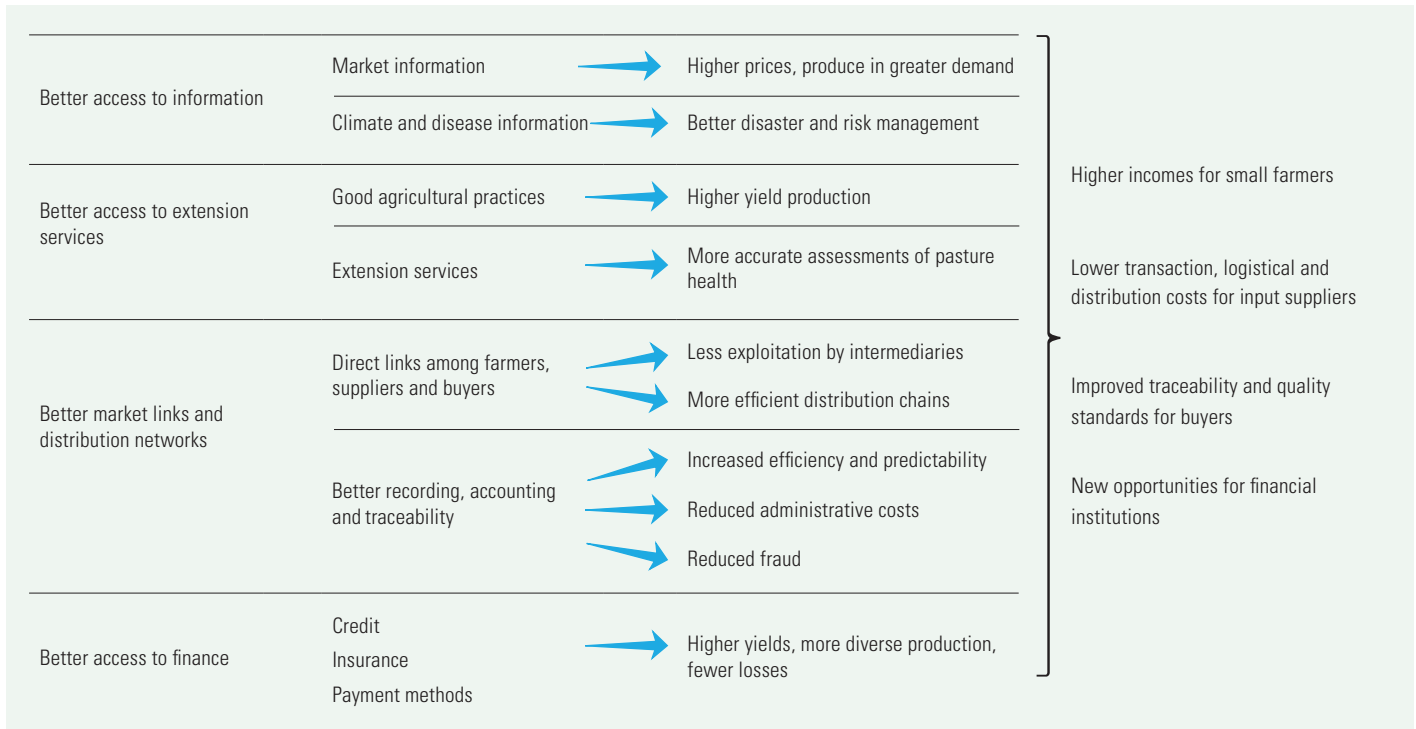 Better access to information
Market information
Higher prices, produce in greater demand
Climate and disease information
Better disaster and risk management
Better access to extension
services
Good agricultural practices
Higher yield production
Extension services
More accurate assessments of pasture
health
Better market links and
distribution networks
Direct links among farmers,
suppliers and buyers
Less exploitation by intermediaries
More efficient distribution chains
Better recording, accounting
and traceability
Increased efficiency and predictability
Reduced administrative costs
Reduced fraud
Better access to finance
Credit
Insurance
Payment methods
Higher yields, more diverse production,
fewer losses
Higher incomes for small farmers
Lower transaction, logistical and
distribution costs for input suppliers
Improved traceability and quality
standards for buyers
New opportunities for financial
institutions